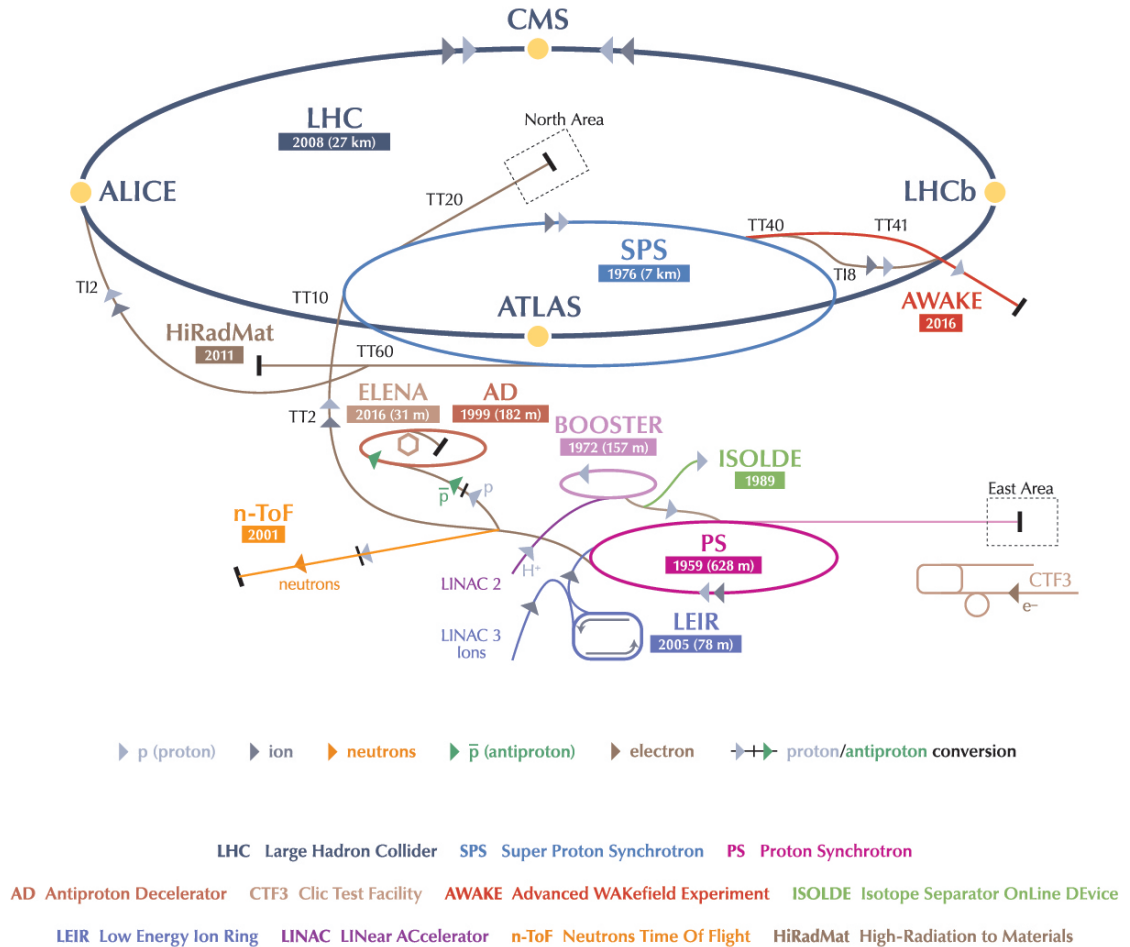 CMS
LHC
2008 (27 km)
North Area
ALICE
LHCb
TT20
TT40
TT41
SPS
1976 (7 km)
TI8
TI2
TT10
ATLAS
AWAKE
2016
HiRadMat
2011
TT60
ELENA
2016 (31 m)
AD
1999 (182 m)
TT2
BOOSTER
1972 (157 m)
ISOLDE
1989
p̅
p
East Area
n-ToF
2001
neutrons
PS
1959 (628 m)
H⁺
LINAC 2
CTF3
e–
LEIR
2005 (78 m)
LINAC 3
Ions
p (proton) ion neutrons p̅ (antiproton) electron proton/antiproton conversion
LHC Large Hadron Collider SPS Super Proton Synchrotron PS Proton Synchrotron
AD Antiproton Decelerator CTF3 Clic Test Facility AWAKE Advanced WAKefield Experiment ISOLDE Isotope Separator OnLine DEvice
LEIR Low Energy Ion Ring LINAC LINear ACcelerator n-ToF Neutrons Time Of Flight HiRadMat High-Radiation to Materials